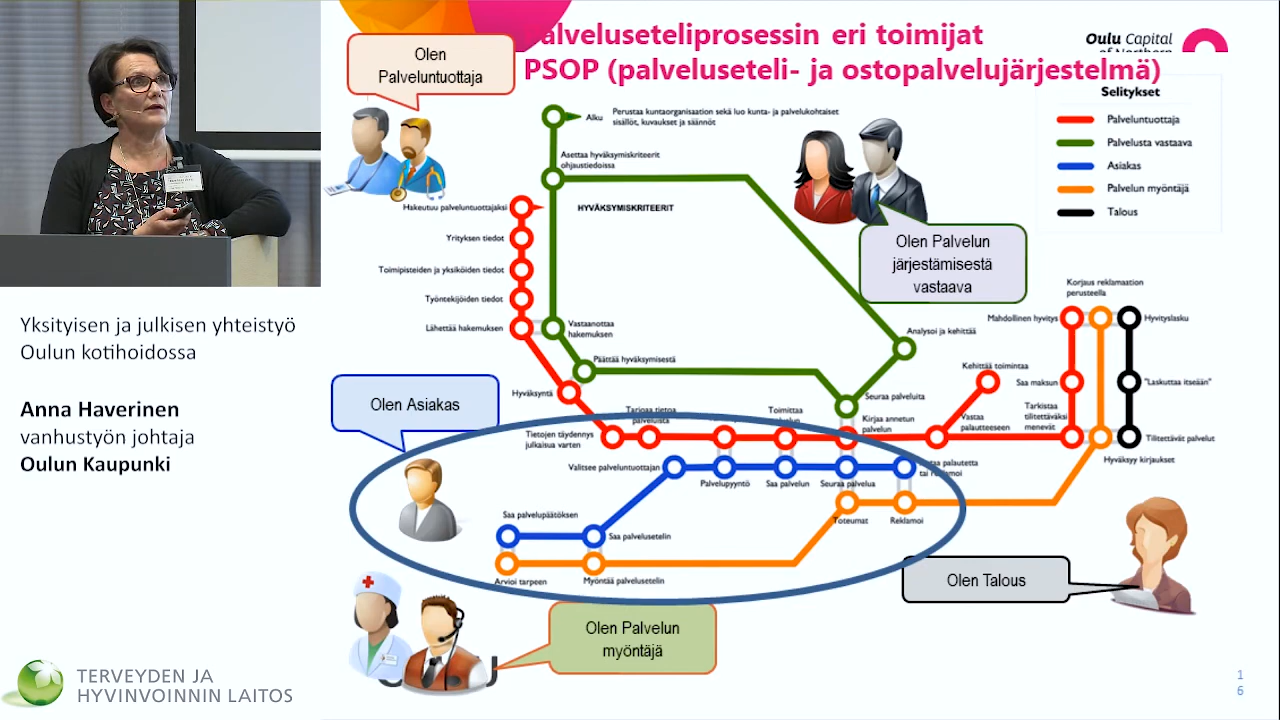 Palveluseteliprosessin eri toimijat
PSOP (palveluseteli- ja ostopalvelujärjestelmä)
Oulu Capital
of Northern
Olen
Palveluntuottaja
Selitykset
Palveluntuottaja
Palvelusta vastaava
Asiakas
Palvelun myöntäjä
Talous
Alku
Perustaa kuntaorganisaation sekä luo kunta- ja palvelukohtaiset
sisällöt, kuvaukset ja säännöt
Asettaa hyväksymiskriteerit
ohjaustiedoissa
HYVÄKSYMISKRITEERIT
Hakeutuu palveluntuottajaksi
Yrityksen tiedot
Toimipisteiden ja yksiköiden tiedot
Työntekijöiden tiedot
Lähettää hakemuksen
Vastaanottaa
hakemuksen
Päättää hyväksymisestä
Hyväksyntä
Olen Palvelun
järjestämisestä
vastaava
Analysoi ja kehittää
Seuraa palveluita
Korjaus reklamaation
perusteella
Mahdollinen hyvitys
Hyvityslasku
Kehittää toimintaa
Saa maksun
"Laskuttaa itseään"
Tarkistaa
tilitettäväksi
menevät
Tilitettävät palvelut
Hyväksyy kirjaukset
Vastaa
palautteeseen
Kirjaa annetun
palvelun
Toimittaa
palvelun
Tarjoaa tietoa
palveluista
Tietojen täydennys
julkaisua varten
Olen Asiakas
Valitsee palveluntuottajan
Palvelupyyntö
Saa palvelun
Seuraa palvelua
Antaa palautetta
tai reklamoi
Saa palvelupäätöksen
Saa palvelusetelin
Toteumat
Reklamoi
Arvioi tarpeen
Myöntää palvelusetelin
Olen Palvelun
myöntäjä
Olen Talous
1
6
Yksityisen ja julkisen yhteistyö
Oulun kotihoidossa
Anna Haverinen
vanhustyön johtaja
Oulun Kaupunki
TERVEYDEN JA
HYVINVOINNIN LAITOS